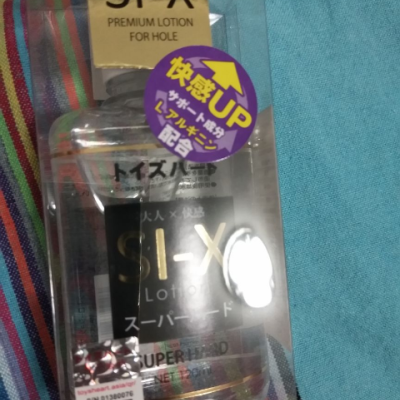 SI-X
PREMIUM LOTION
FOR HOLE
快感UP
サポート成分
L-アルギニン
配合
トイズハート
大人×快感
SI-X
Lotion
スーパーハード
SUPER HARD
NET 120ml